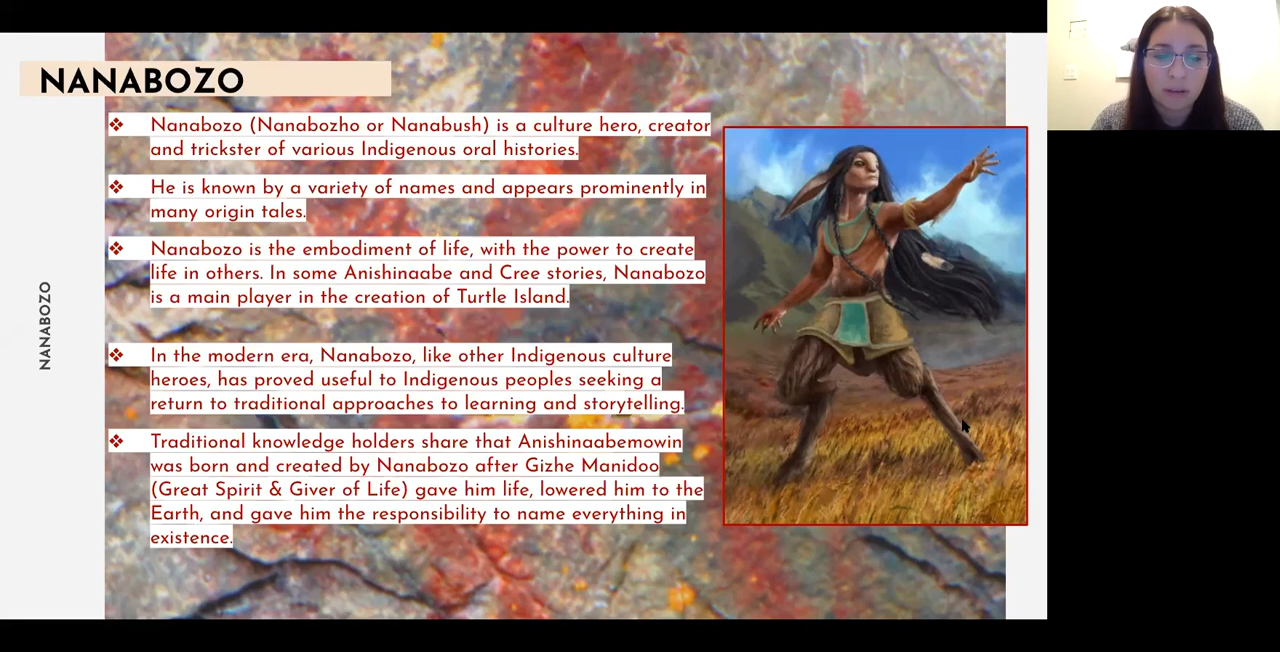 NANABOZO
❖ Nanabozo (Nanabozho or Nanabush) is a culture hero, creator
and trickster of various Indigenous oral histories.
❖ He is known by a variety of names and appears prominently in
many origin tales.
❖ Nanabozo is the embodiment of life, with the power to create
life in others. In some Anishinaabe and Cree stories, Nanabozo
is a main player in the creation of Turtle Island.
❖ In the modern era, Nanabozo, like other Indigenous culture
heroes, has proved useful to Indigenous peoples seeking a
return to traditional approaches to learning and storytelling.
❖ Traditional knowledge holders share that Anishinaabemowin
was born and created by Nanabozo after Gizhe Manidoo
(Great Spirit & Giver of Life) gave him life, lowered him to the
Earth, and gave him the responsibility to name everything in
existence.
NANABOZO